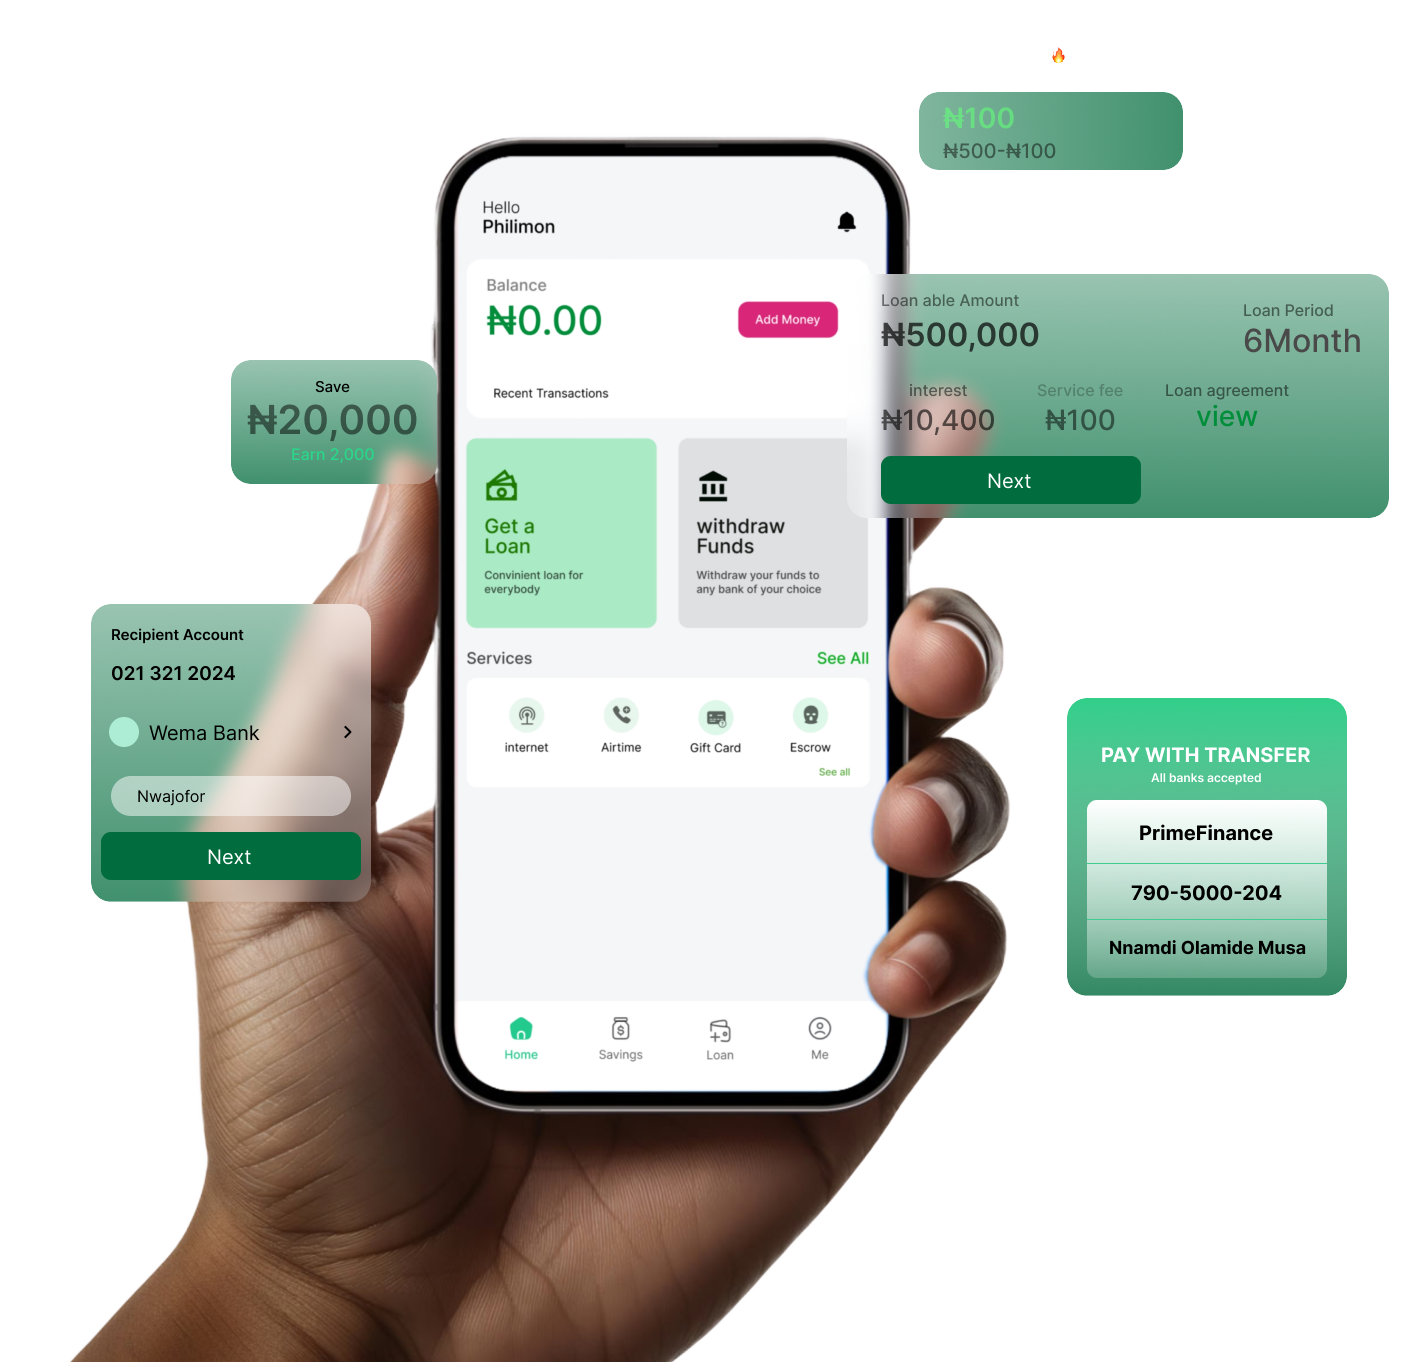 ₦100
₦500-₦100
Hello
Philimon
Balance
₦0.00
Add Money
Recent Transactions
Loan able Amount
₦500,000
Loan Period
6Month
interest
₦10,400
Service fee
₦100
Loan agreement
view
Next
Save
₦20,000
Earn 2,000
Get a
Loan
Convinient loan for
everybody
withdraw
Funds
Withdraw your funds to
any bank of your choice
Services
See All
internet
Airtime
Gift Card
Escrow
See all
Recipient Account
021 321 2024
Wema Bank
Nwajofor
Next
PAY WITH TRANSFER
All banks accepted
PrimeFinance
790-5000-204
Nnamdi Olamide Musa
Home
Savings
Loan
Me